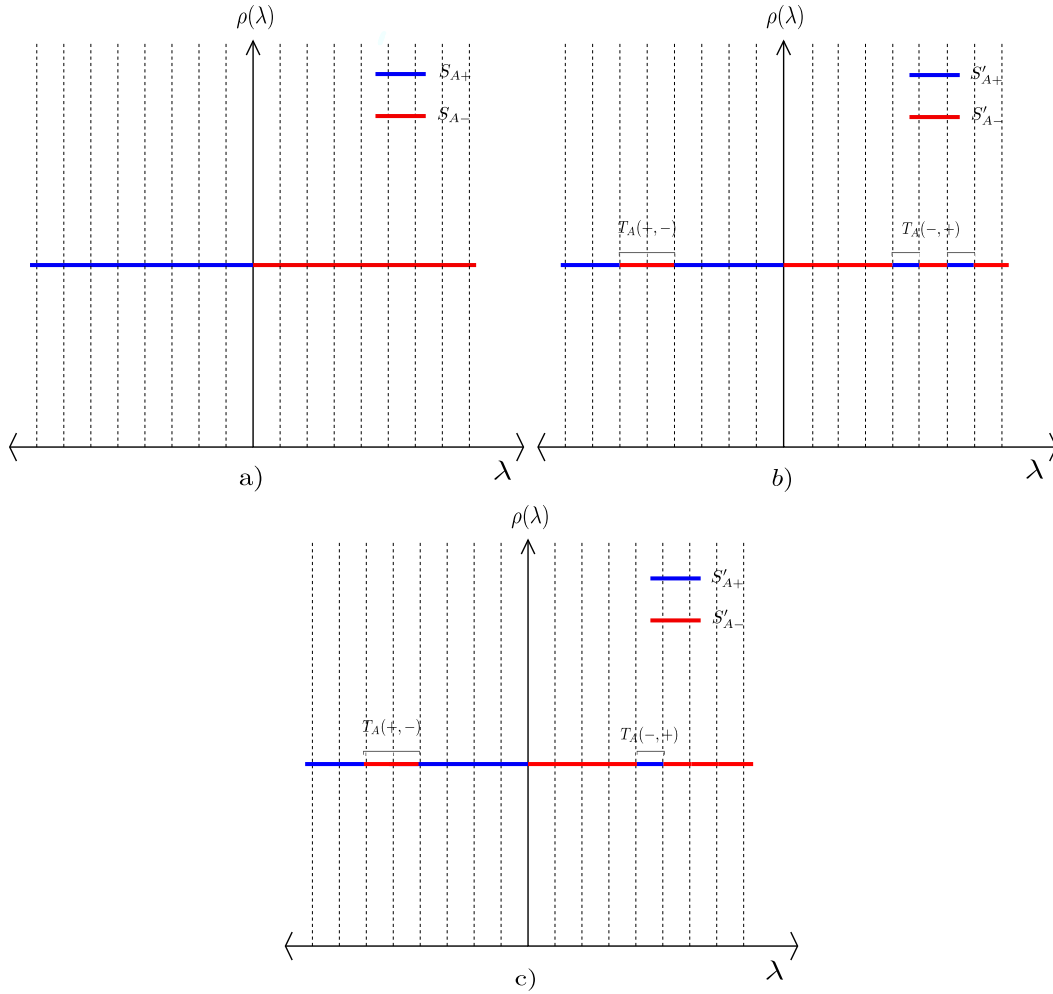 ρ(λ)
S_{A+}
S_{A−}
λ
a)
ρ(λ)
S′_{A+}
S′_{A−}
T_A(+,−)
T_A(−,+)
λ
b)
ρ(λ)
S′_{A+}
S′_{A−}
T_A(+,−)
T_A(−,+)
λ
c)